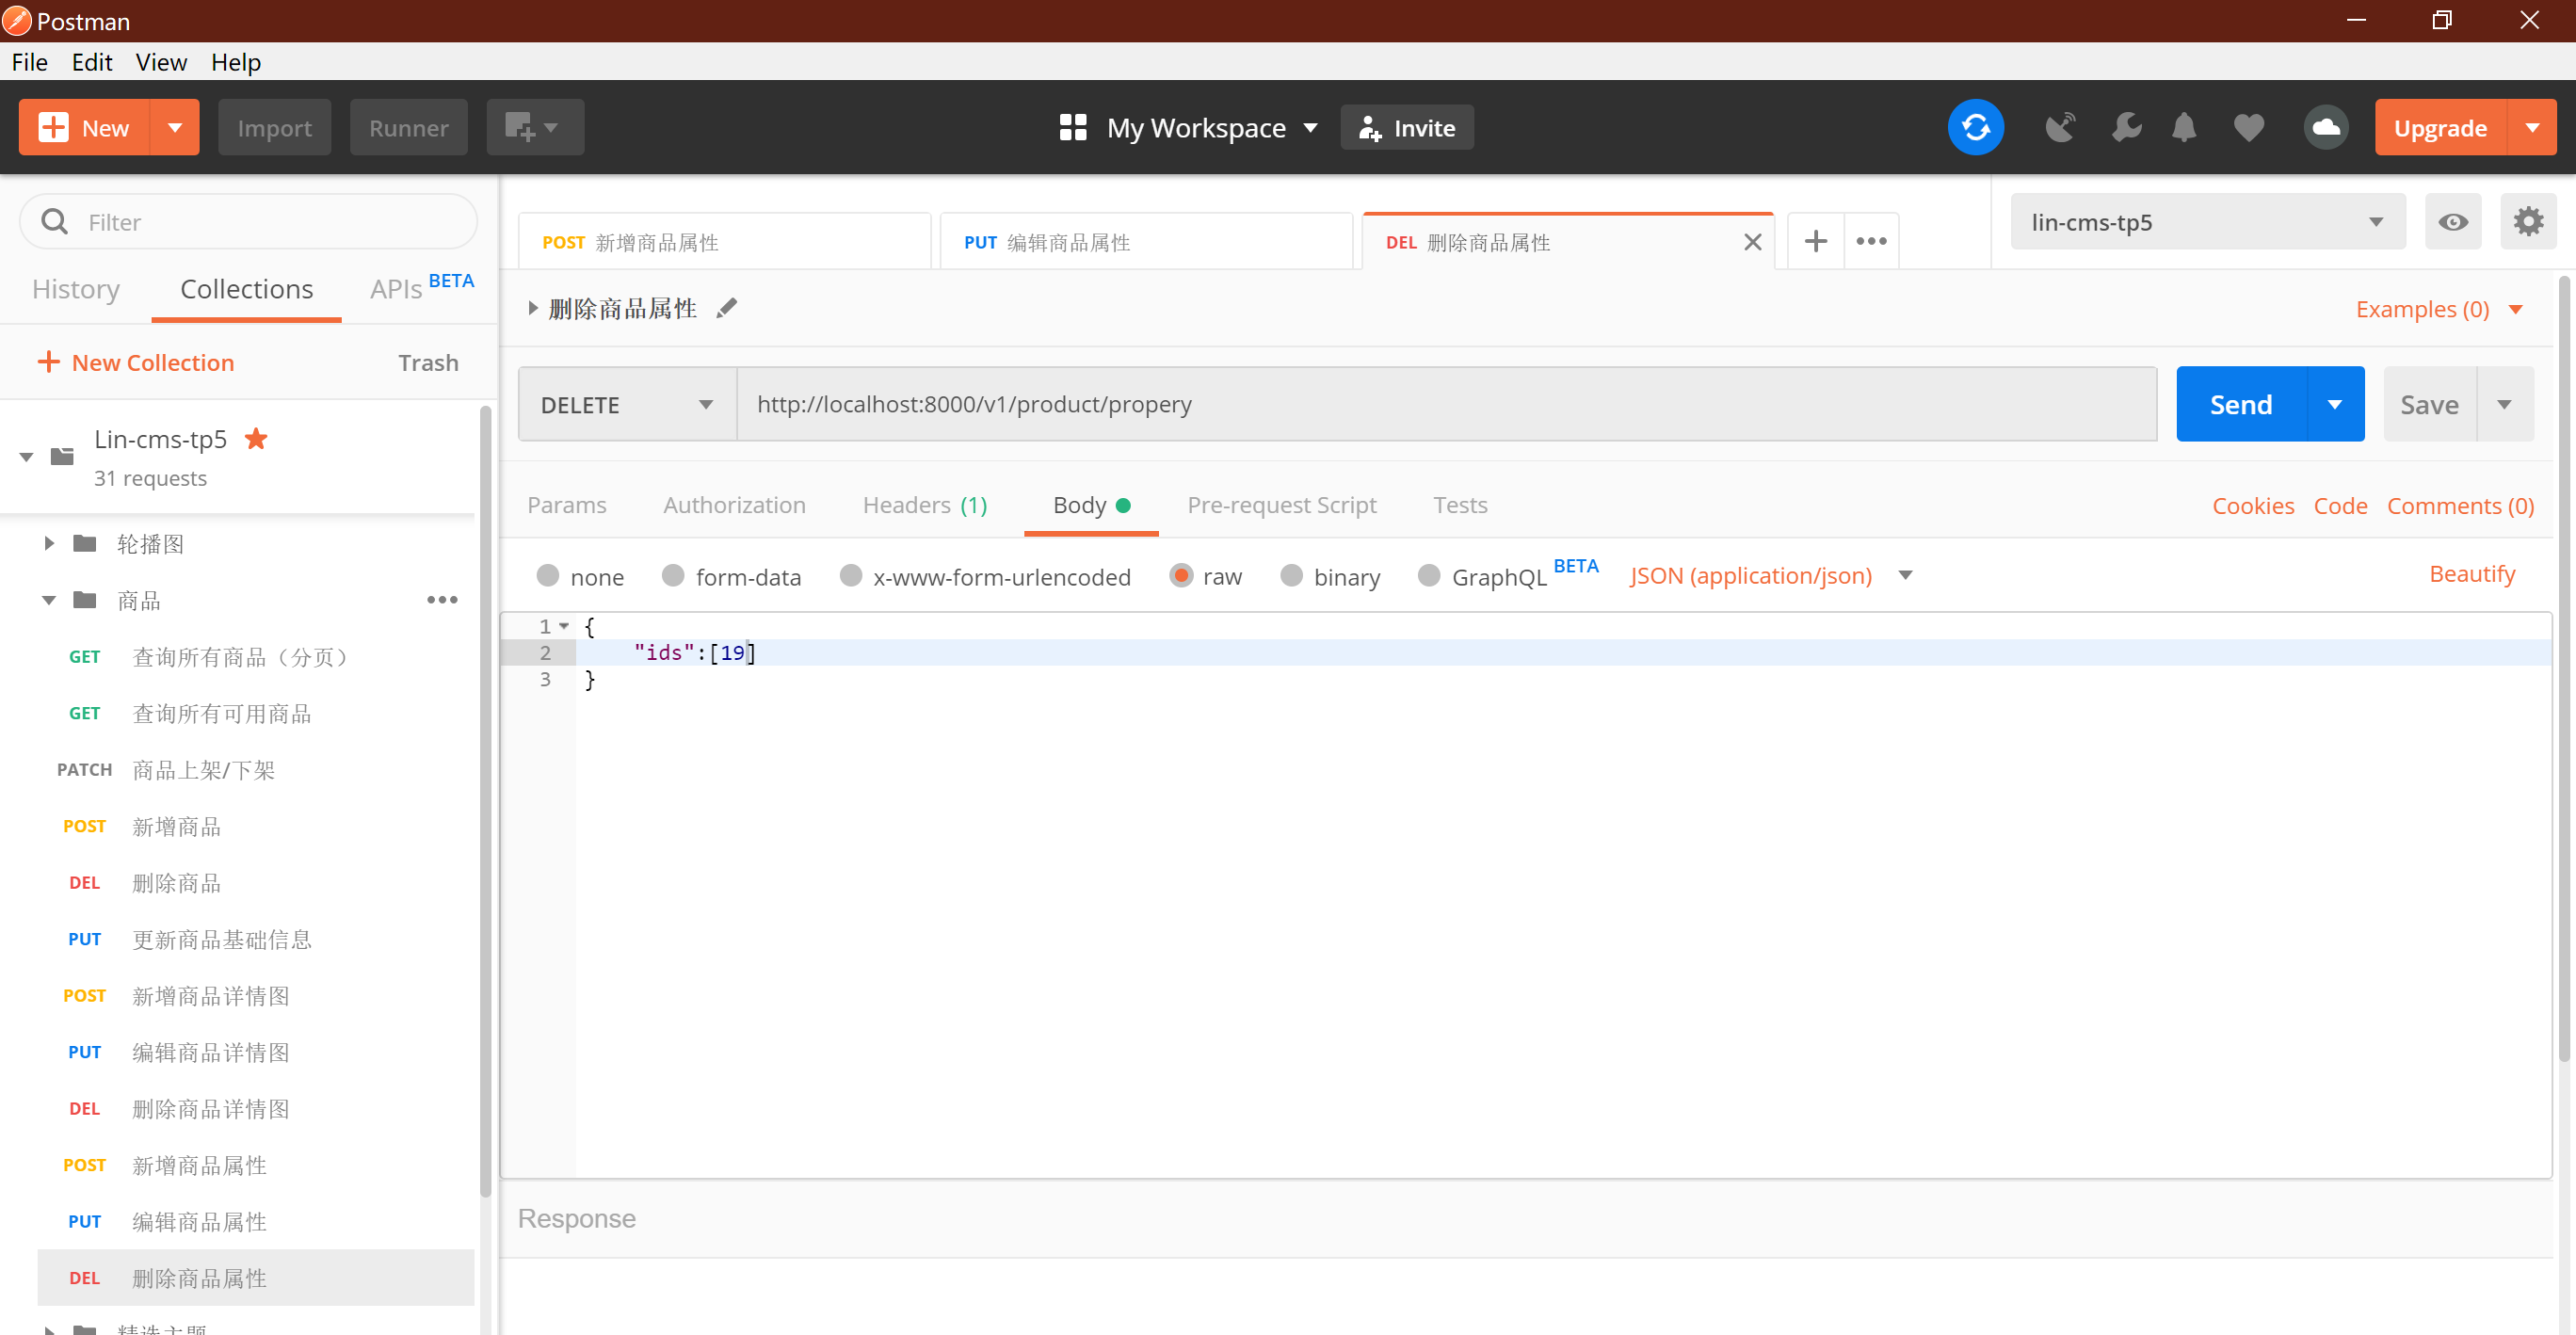 Postman
File Edit View Help
New Import Runner My Workspace Invite Upgrade
Filter
History Collections APIs BETA
New Collection Trash
Lin-cms-tp5
31 requests
轮播图
商品
GET 查询所有商品（分页）
GET 查询所有可用商品
PATCH 商品上架/下架
POST 新增商品
DEL 删除商品
PUT 更新商品基础信息
POST 新增商品详情图
PUT 编辑商品详情图
DEL 删除商品详情图
POST 新增商品属性
PUT 编辑商品属性
DEL 删除商品属性
精选主题
POST 新增商品属性 PUT 编辑商品属性 DEL 删除商品属性
lin-cms-tp5
删除商品属性 Examples (0)
DELETE http://localhost:8000/v1/product/propery Send Save
Params Authorization Headers (1) Body Pre-request Script Tests Cookies Code Comments (0)
none form-data x-www-form-urlencoded raw binary GraphQL BETA JSON (application/json) Beautify
1 {
2 "ids":[19]
3 }
Response